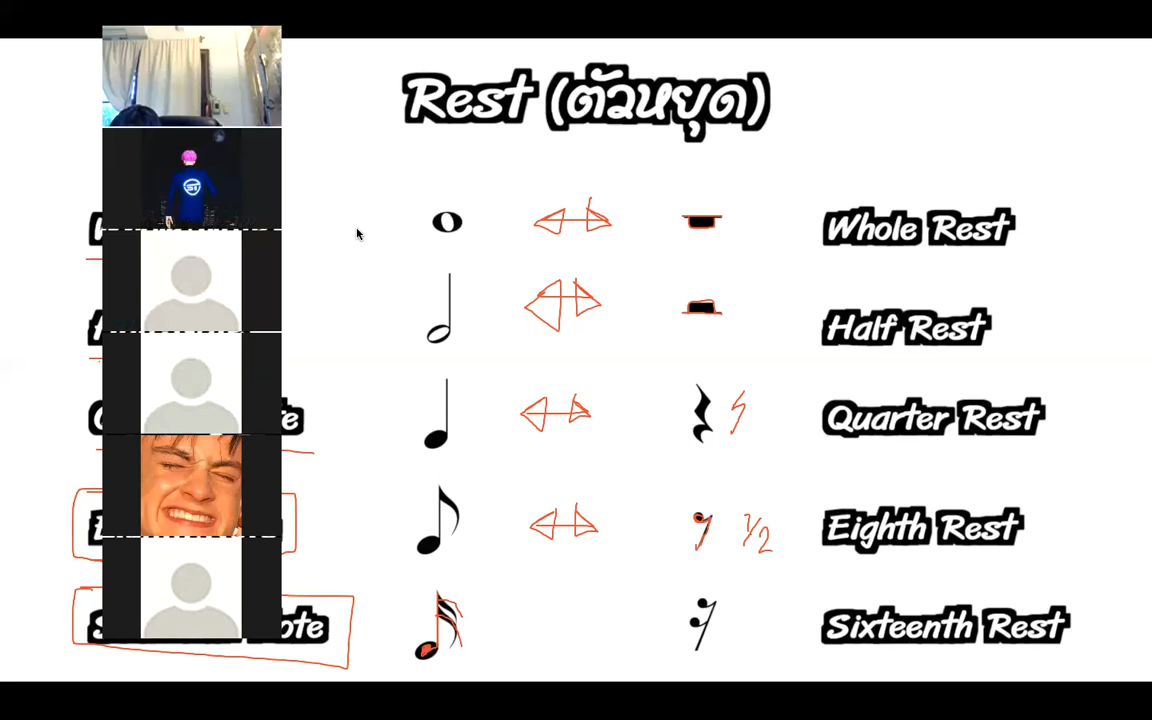 Rest (ตัวหยุด)
Whole Rest
Half Rest
Quarter Rest
Eighth Rest
1/2
Sixteenth Rest